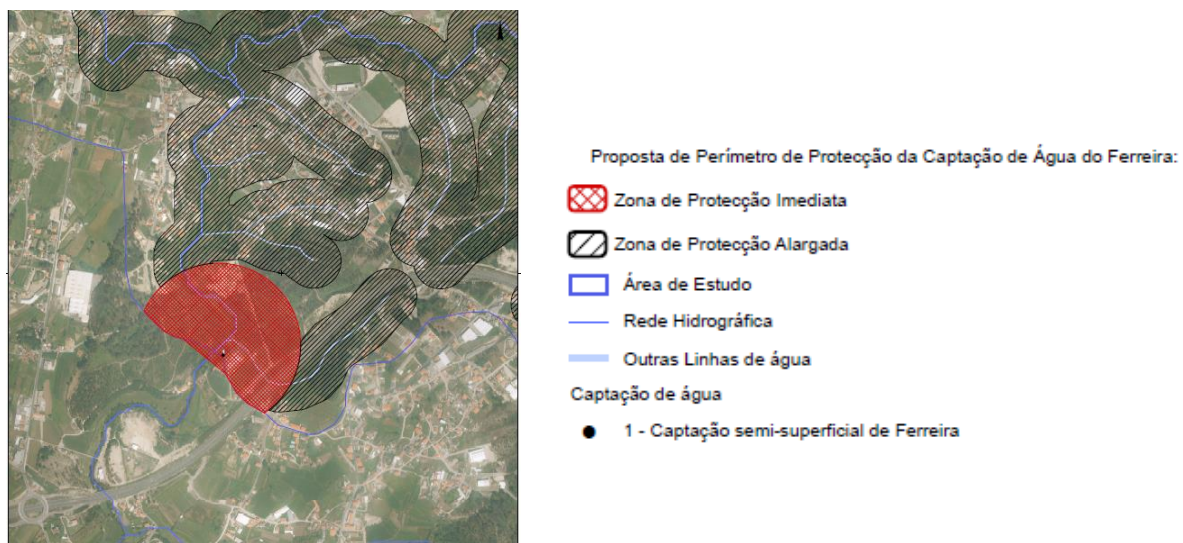 Proposta de Perímetro de Protecção da Captação de Água do Ferreira:
Zona de Protecção Imediata
Zona de Protecção Alargada
Área de Estudo
Rede Hidrográfica
Outras Linhas de água
Captação de água
1 - Captação semi-superficial de Ferreira